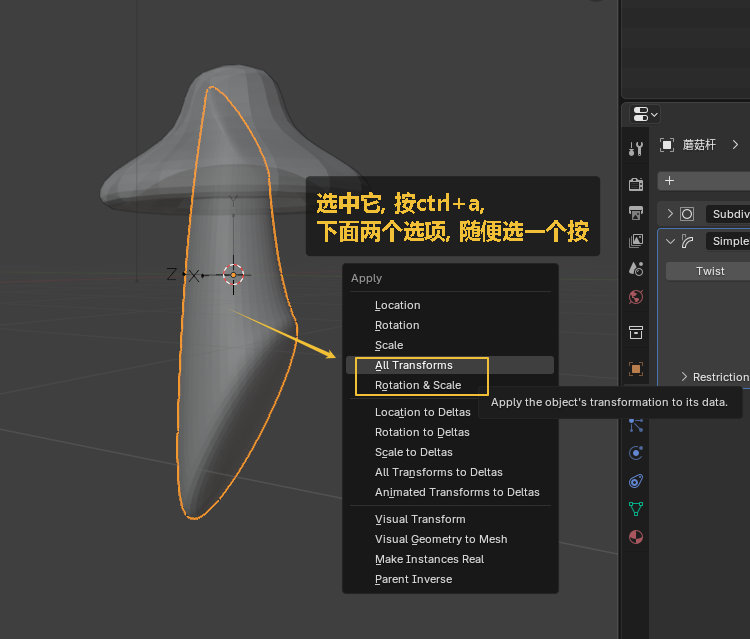 蘑菇杆
Subdiv
Simple
Twist
Restriction
Y
Z
X
选中它, 按ctrl+a,
下面两个选项, 随便选一个按
Apply
Location
Rotation
Scale
All Transforms
Rotation & Scale
Apply the object's transformation to its data.
Location to Deltas
Rotation to Deltas
Scale to Deltas
All Transforms to Deltas
Animated Transforms to Deltas
Visual Transform
Visual Geometry to Mesh
Make Instances Real
Parent Inverse